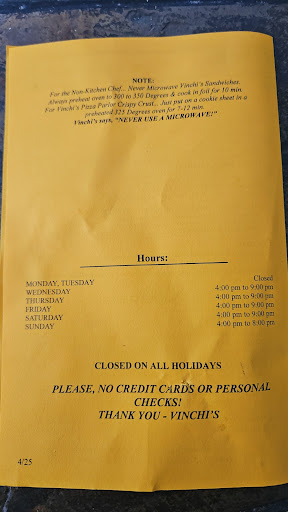 NOTE:
For the Non-Kitchen Chef... Never Microwave Vinchi's Sandwiches.
Always preheat oven to 300 to 350 Degrees & cook in foil for 10 min.
For Vinchi's Pizza Parlor Crispy Crust... Just put on a cookie sheet in a
preheated 325 Degrees oven for 7-12 min.
Vinchi's says, "NEVER USE A MICROWAVE!"
Hours:
MONDAY, TUESDAY Closed
WEDNESDAY 4:00 pm to 9:00 pm
THURSDAY 4:00 pm to 9:00 pm
FRIDAY 4:00 pm to 9:00 pm
SATURDAY 4:00 pm to 9:00 pm
SUNDAY 4:00 pm to 8:00 pm
CLOSED ON ALL HOLIDAYS
PLEASE, NO CREDIT CARDS OR PERSONAL
CHECKS!
THANK YOU - VINCHI'S
4/25